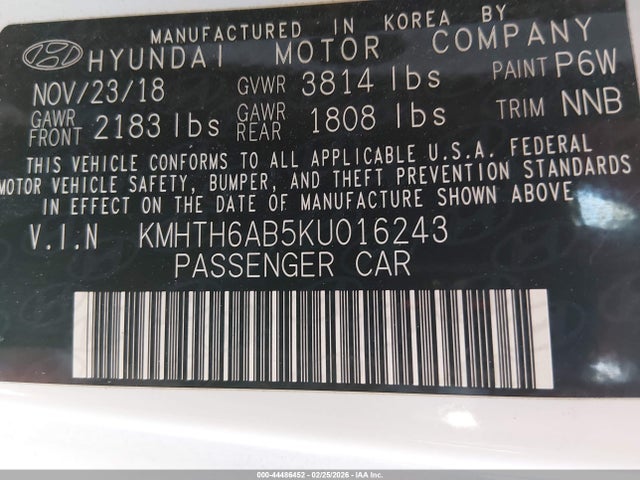 MANUFACTURED IN KOREA BY
HYUNDAI MOTOR COMPANY
NOV/23/18 GVWR 3814 lbs PAINT P6W
GAWR FRONT 2183 lbs GAWR REAR 1808 lbs TRIM NNB
THIS VEHICLE CONFORMS TO ALL APPLICABLE U.S.A. FEDERAL
MOTOR VEHICLE SAFETY, BUMPER, AND THEFT PREVENTION STANDARDS
IN EFFECT ON THE DATE OF MANUFACTURE SHOWN ABOVE
V.I.N KMHTH6AB5KU016243
PASSENGER CAR
000-44486452 - 02/25/2026 - IAA Inc.